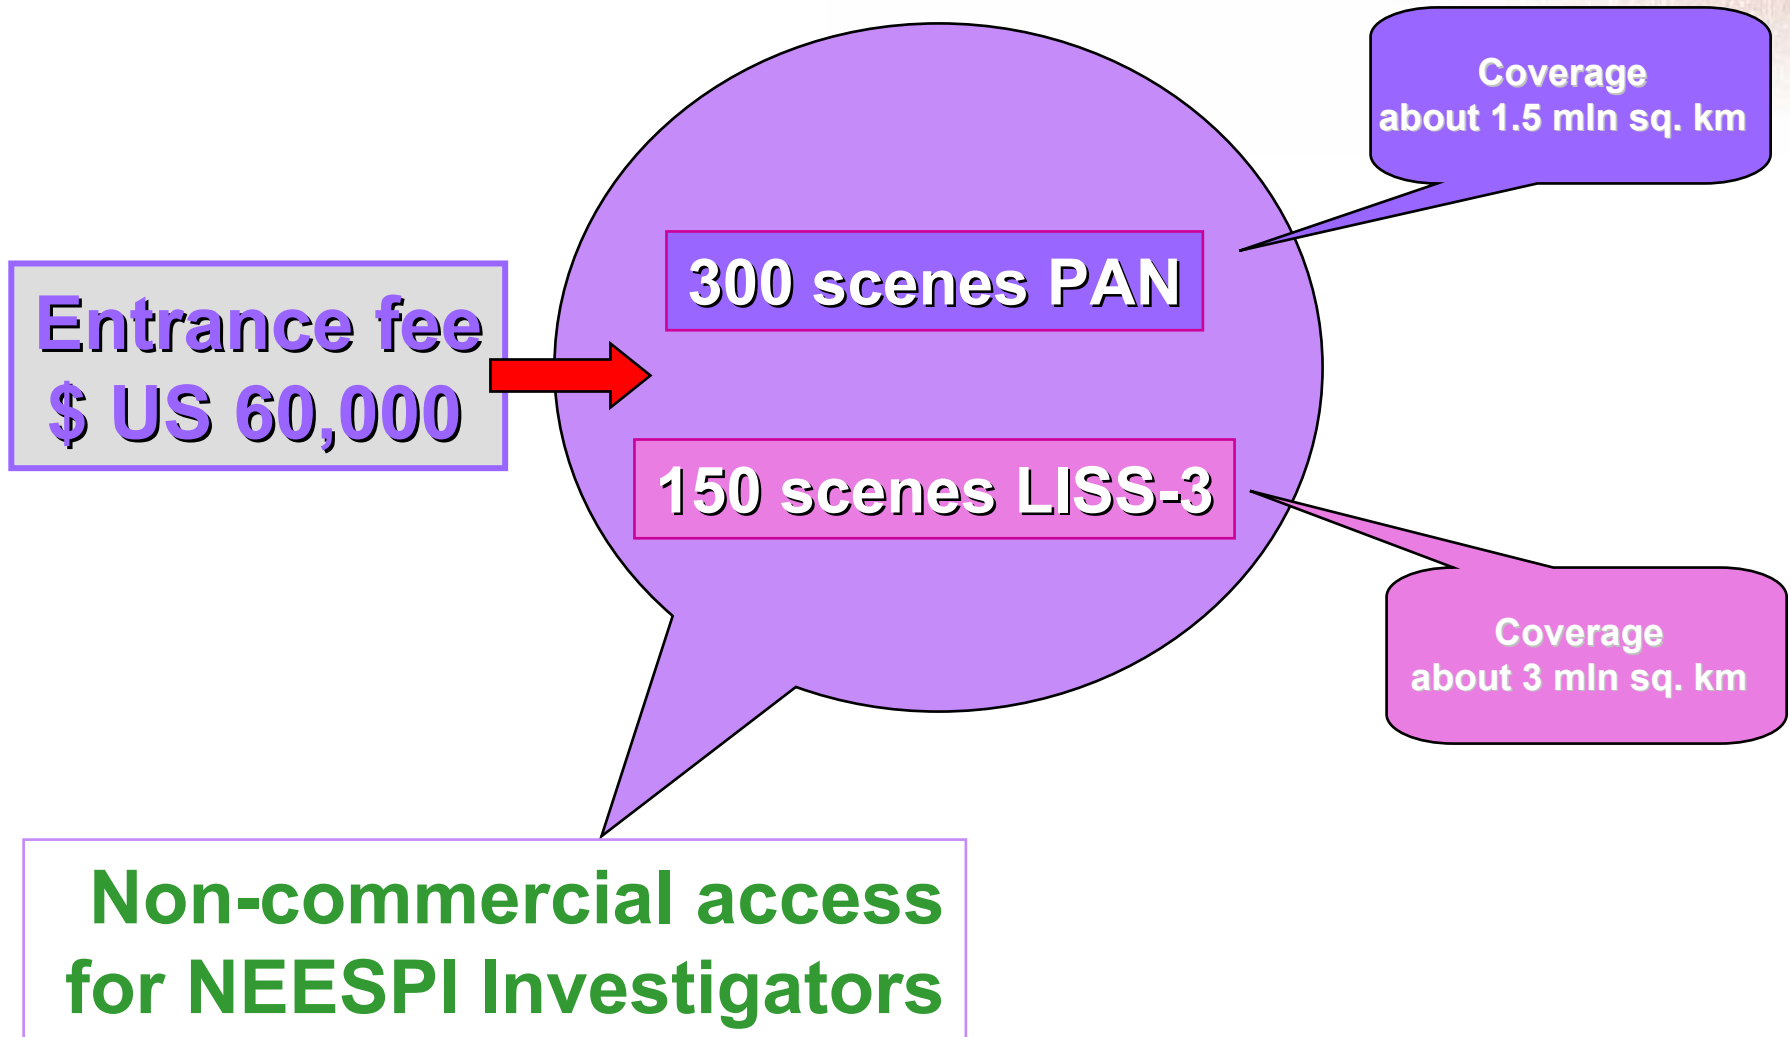 Coverage
about 1.5 mln sq. km
300 scenes PAN
Entrance fee
$ US 60,000
150 scenes LISS-3
Coverage
about 3 mln sq. km
Non-commercial access
for NEESPI Investigators